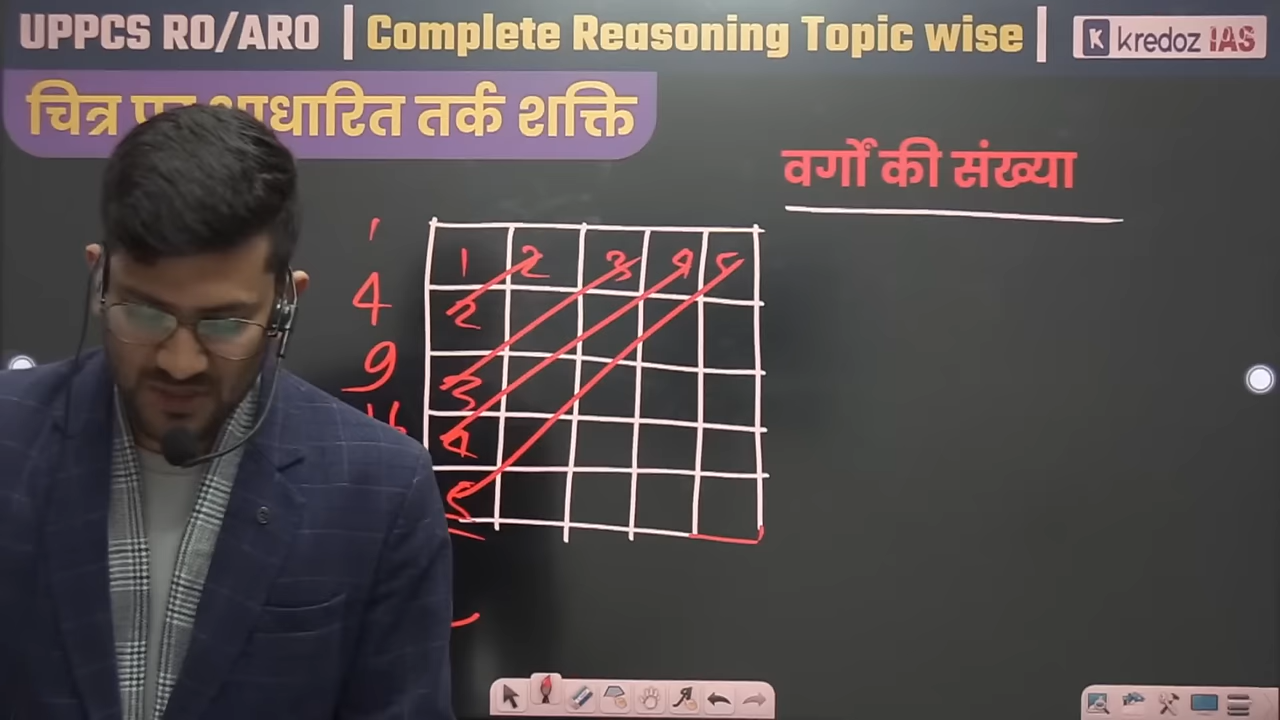 UPPCS RO/ARO | Complete Reasoning Topic wise |
K kredoz IAS
चित्र पर आधारित तर्क शक्ति
वर्गों की संख्या
1
4
9
1 2 3 4 5
2
3
4
5